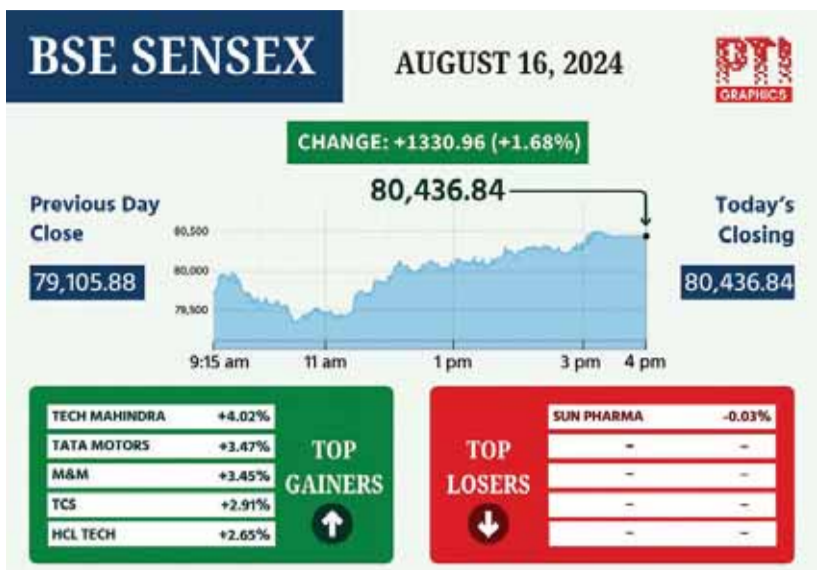 BSE SENSEX
AUGUST 16, 2024
PTI
GRAPHICS
CHANGE: +1330.96 (+1.68%)
80,436.84
Previous Day
Close
79,105.88
80,500
80,000
79,500
Today's
Closing
80,436.84
9:15 am 11 am 1 pm 3 pm 4 pm
TECH MAHINDRA +4.02%
TATA MOTORS +3.47%
M&M +3.45%
TCS +2.91%
HCL TECH +2.65%
TOP
GAINERS
TOP
LOSERS
SUN PHARMA -0.03%
– –
– –
– –
– –